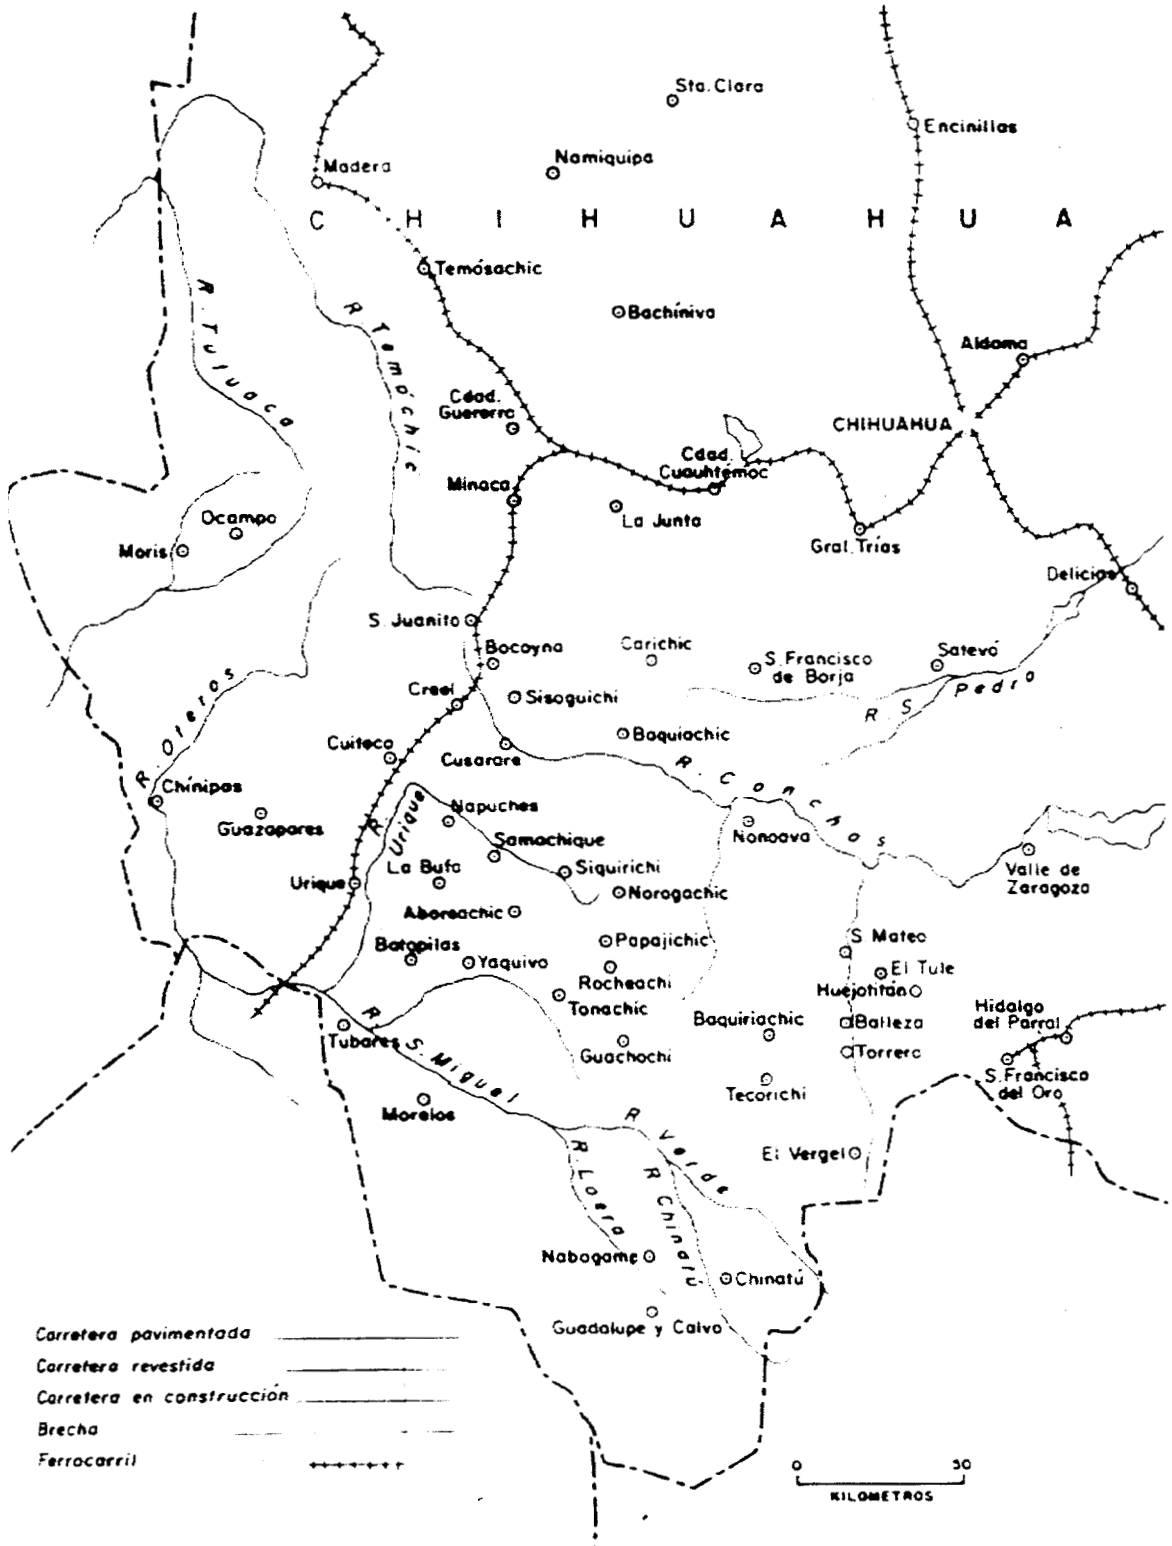 Sta. Clara
Encinillas
Namiquipa
Madera
C H I H U A H U A
Temósachic
R. Tutuaca
R. Temóchic
Bachíniva
Aldama
Cdad.
Guererro
CHIHUAHUA
Cdad.
Cuauhtémoc
Minaca
La Junta
Ocampo
Moris
Gral. Trías
Delicias
S. Juanito
Bocoyna
Carichic
S. Francisco
de Borja
Satevó
R. S. Pedro
Creel
Sisoguichi
R. Oteros
Cuiteco
Cusarare
Baquiachic
R. Conchos
Chínipas
Guazapares
R. Urique
Napuches
Nonoava
Samachique
La Bufa
Siquirichi
Valle de
Zaragoza
Urique
Norogachic
Aboreachic
Batopilas
Papajichic
S. Mateo
Yaquivo
Rocheachi
El Tule
Huejotitán
Tonachic
Hidalgo
del Parral
Baquiriachic
Balleza
Tubares
R. S. Miguel
Guachochi
Torrero
S. Francisco
del Oro
Tecorichi
Morelos
R. Verde
El Vergel
R. Loera
R. Chinatú
Nabogame
Chinatú
Guadalupe y Calvo
Carretera pavimentada
Carretera revestida
Carretera en construcción
Brecha
Ferrocarril
0 50
KILOMETROS